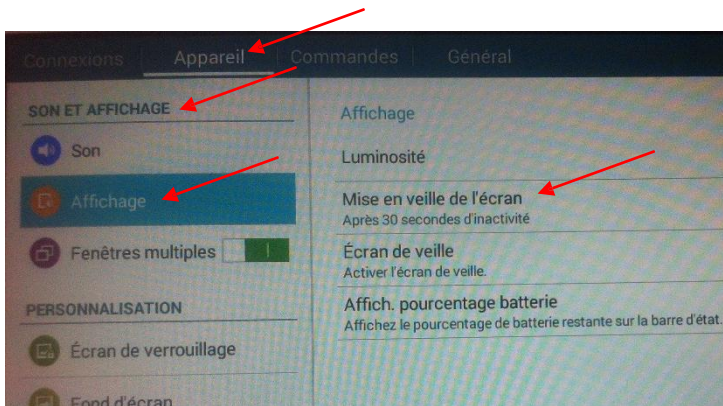 Connexions Appareil Commandes Général
SON ET AFFICHAGE
Son
Affichage
Fenêtres multiples
PERSONNALISATION
Écran de verrouillage
Fond d'écran
Affichage
Luminosité
Mise en veille de l'écran
Après 30 secondes d'inactivité
Écran de veille
Activer l'écran de veille.
Affich. pourcentage batterie
Affichez le pourcentage de batterie restante sur la barre d'état.